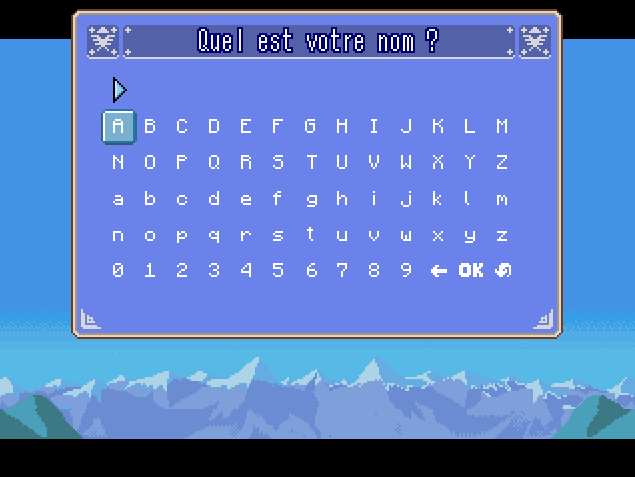 Quel est votre nom ?
A B C D E F G H I J K L M
N O P Q R S T U V W X Y Z
a b c d e f g h i j k l m
n o p q r s t u v w x y z
0 1 2 3 4 5 6 7 8 9 ← OK